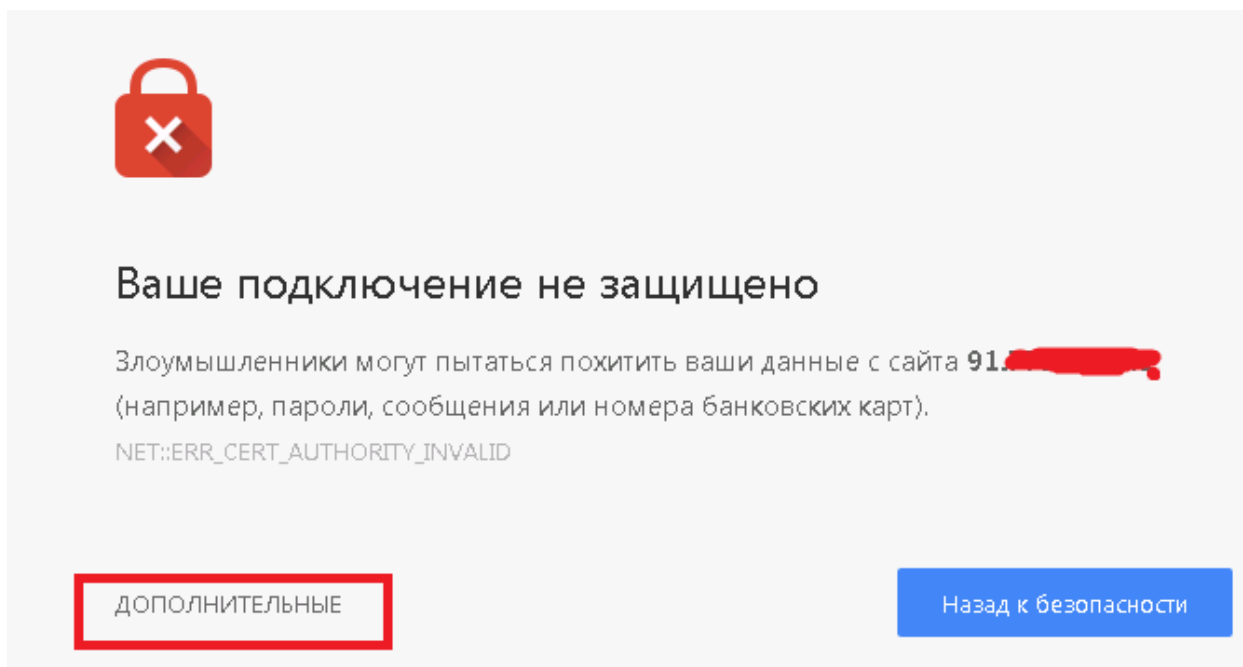 Ваше подключение не защищено
Злоумышленники могут пытаться похитить ваши данные с сайта 91.
(например, пароли, сообщения или номера банковских карт).
NET::ERR_CERT_AUTHORITY_INVALID
ДОПОЛНИТЕЛЬНЫЕ
Назад к безопасности